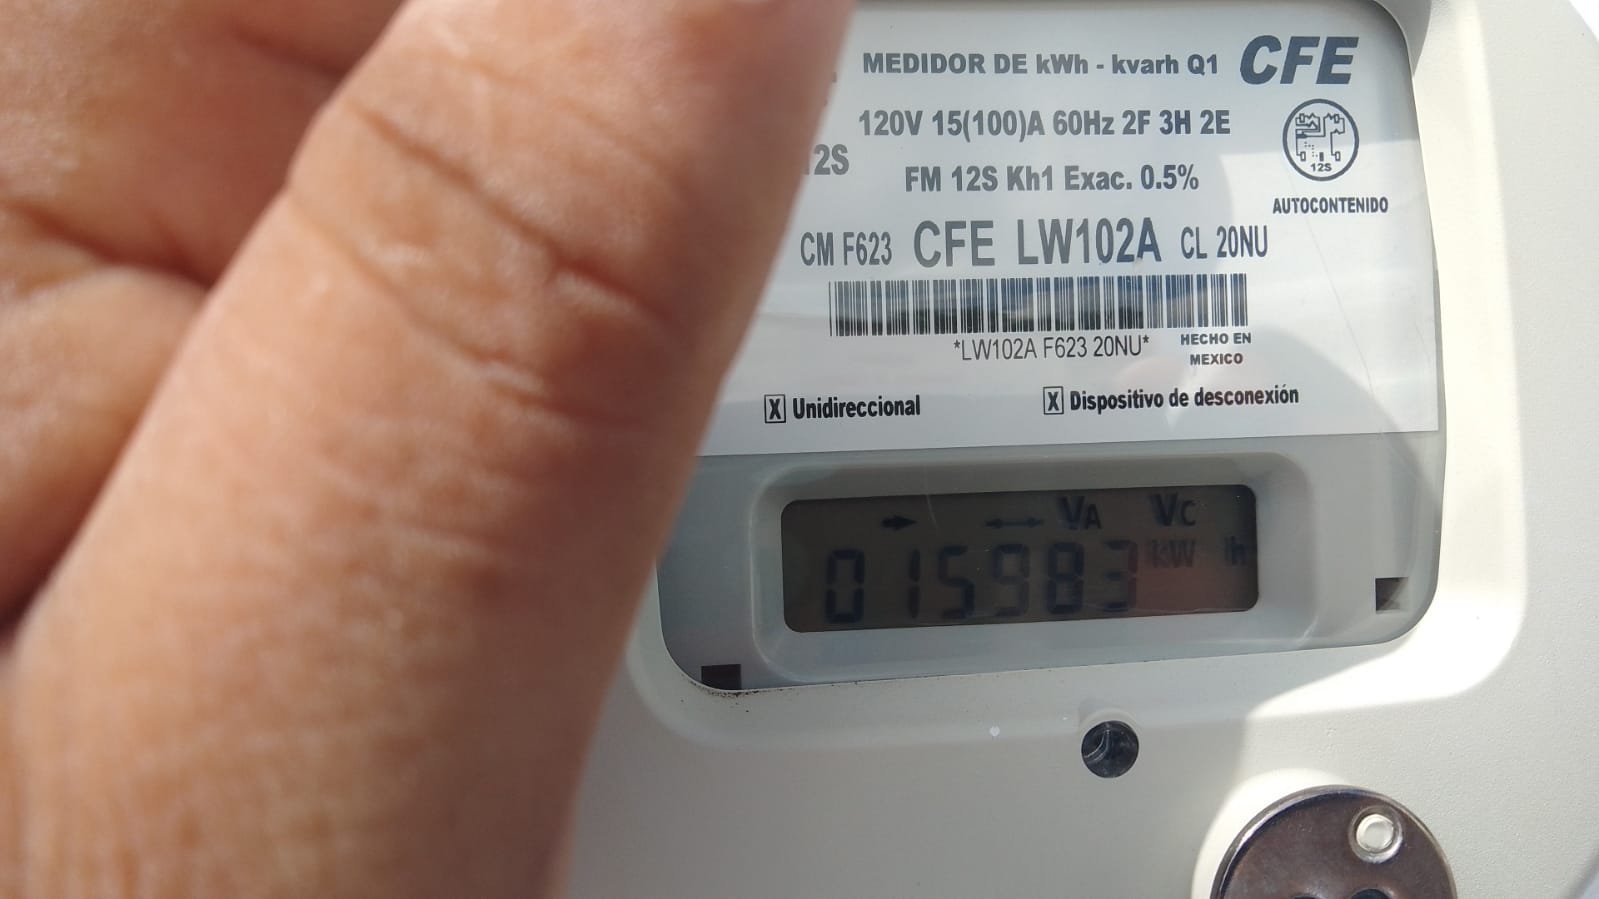 MEDIDOR DE kWh - kvarh Q1 CFE
120V 15(100)A 60Hz 2F 3H 2E
12S
FM 12S Kh1 Exac. 0.5%
12S
AUTOCONTENIDO
CM F623 CFE LW102A CL 20NU
*LW102A F623 20NU*
HECHO EN
MEXICO
X Unidireccional
X Dispositivo de desconexión
VA VC
015983 kW h